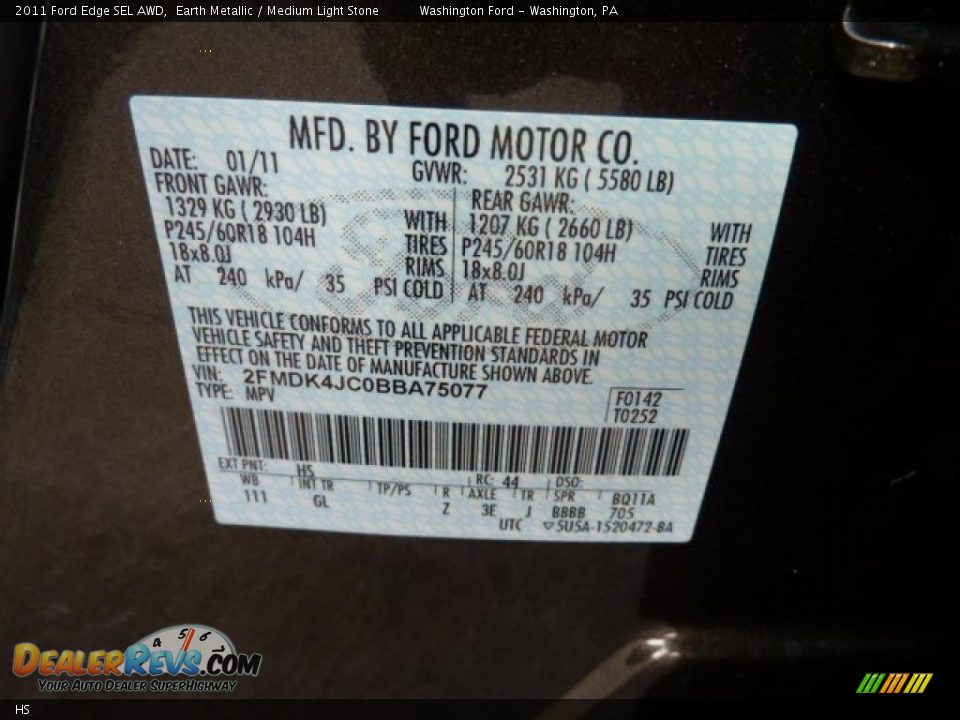 2011 Ford Edge SEL AWD, Earth Metallic / Medium Light Stone Washington Ford - Washington, PA
MFD. BY FORD MOTOR CO.
DATE: 01/11 GVWR: 2531 KG ( 5580 LB)
FRONT GAWR: REAR GAWR:
1329 KG ( 2930 LB) WITH 1207 KG ( 2660 LB) WITH
P245/60R18 104H TIRES P245/60R18 104H TIRES
18x8.0J RIMS 18x8.0J RIMS
AT 240 kPa/ 35 PSI COLD AT 240 kPa/ 35 PSI COLD
THIS VEHICLE CONFORMS TO ALL APPLICABLE FEDERAL MOTOR
VEHICLE SAFETY AND THEFT PREVENTION STANDARDS IN
EFFECT ON THE DATE OF MANUFACTURE SHOWN ABOVE.
VIN: 2FMDK4JC0BBA75077
TYPE: MPV F0142
T0252
EXT PNT: HS RC: 44 DSO:
WB INT TR TP/PS R AXLE TR SPR BQ11A
111 GL Z 3E J BBBB 705
UTC ▽5U5A-1520472-BA
4 5 6
DEALERREVS.COM
YOUR AUTO DEALER SUPERHIGHWAY
HS